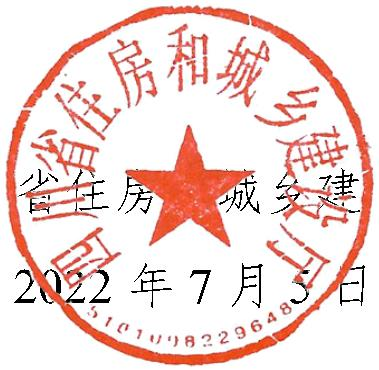 四川省住房和城乡建设厅
省住房 城乡建
2022 年 7 月 5 日
5101098229648